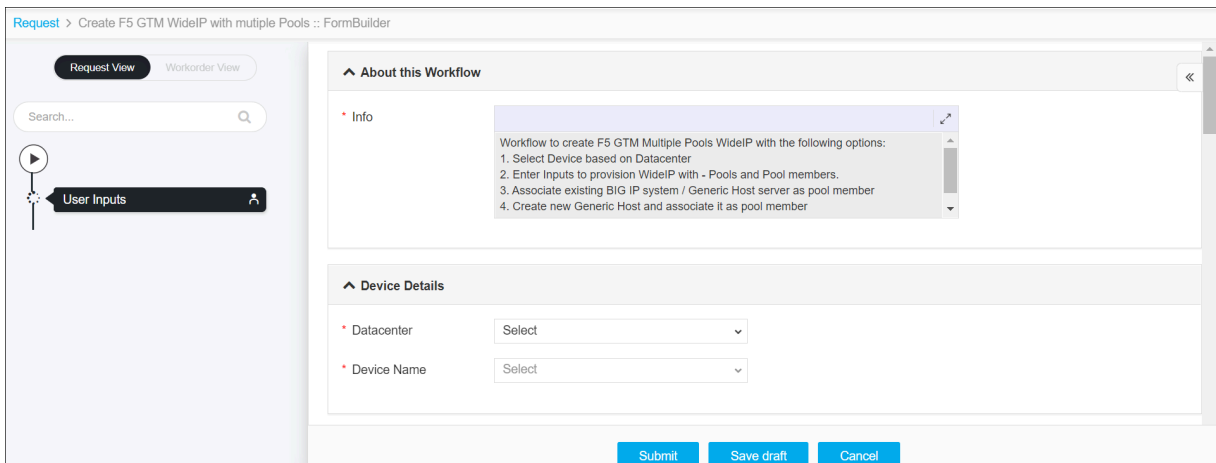 Request > Create F5 GTM WideIP with mutiple Pools :: FormBuilder
Request View
Workorder View
Search...
User Inputs
About this Workflow
* Info
Workflow to create F5 GTM Multiple Pools WideIP with the following options:
1. Select Device based on Datacenter
2. Enter Inputs to provision WideIP with - Pools and Pool members.
3. Associate existing BIG IP system / Generic Host server as pool member
4. Create new Generic Host and associate it as pool member
Device Details
* Datacenter
Select
* Device Name
Select
Submit
Save draft
Cancel